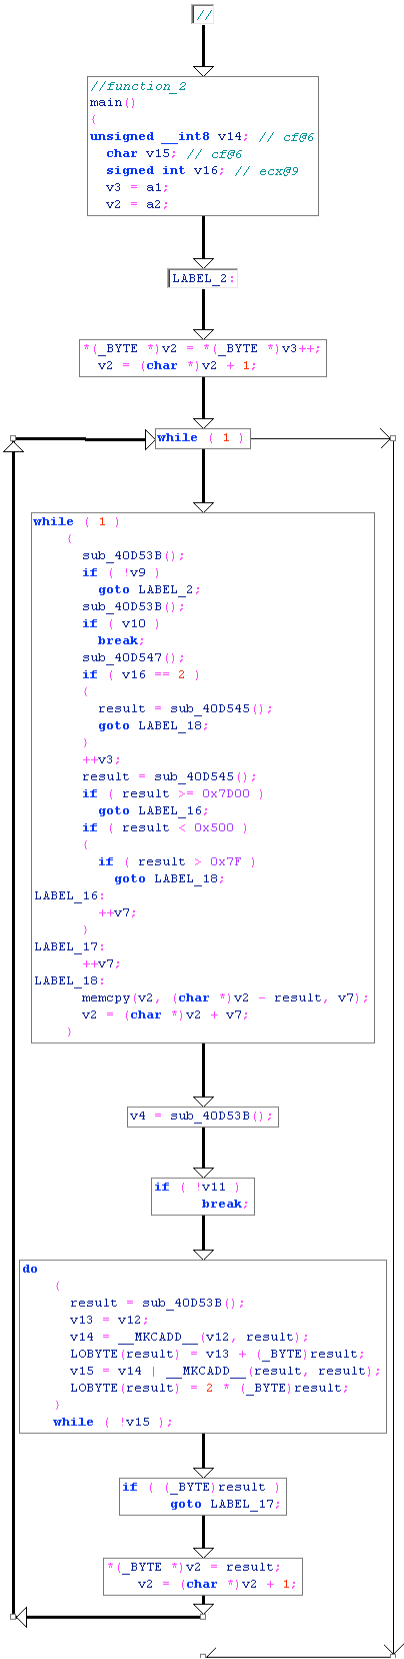 //
//function_2
main()
{
unsigned __int8 v14; // cf@6
char v15; // cf@6
signed int v16; // ecx@9
v3 = a1;
v2 = a2;
LABEL_2:
*(_BYTE *)v2 = *(_BYTE *)v3++;
v2 = (char *)v2 + 1;
while ( 1 )
while ( 1 )
{
sub_40D53B();
if ( !v9 )
goto LABEL_2;
sub_40D53B();
if ( v10 )
break;
sub_40D547();
if ( v16 == 2 )
{
result = sub_40D545();
goto LABEL_18;
}
++v3;
result = sub_40D545();
if ( result >= 0x7D00 )
goto LABEL_16;
if ( result < 0x500 )
{
if ( result > 0x7F )
goto LABEL_18;
LABEL_16:
++v7;
}
LABEL_17:
++v7;
LABEL_18:
memcpy(v2, (char *)v2 - result, v7);
v2 = (char *)v2 + v7;
}
v4 = sub_40D53B();
if ( !v11 )
break;
do
{
result = sub_40D53B();
v13 = v12;
v14 = __MKCADD__(v12, result);
LOBYTE(result) = v13 + (_BYTE)result;
v15 = v14 | __MKCADD__(result, result);
LOBYTE(result) = 2 * (_BYTE)result;
}
while ( !v15 );
if ( (_BYTE)result )
goto LABEL_17;
*(_BYTE *)v2 = result;
v2 = (char *)v2 + 1;